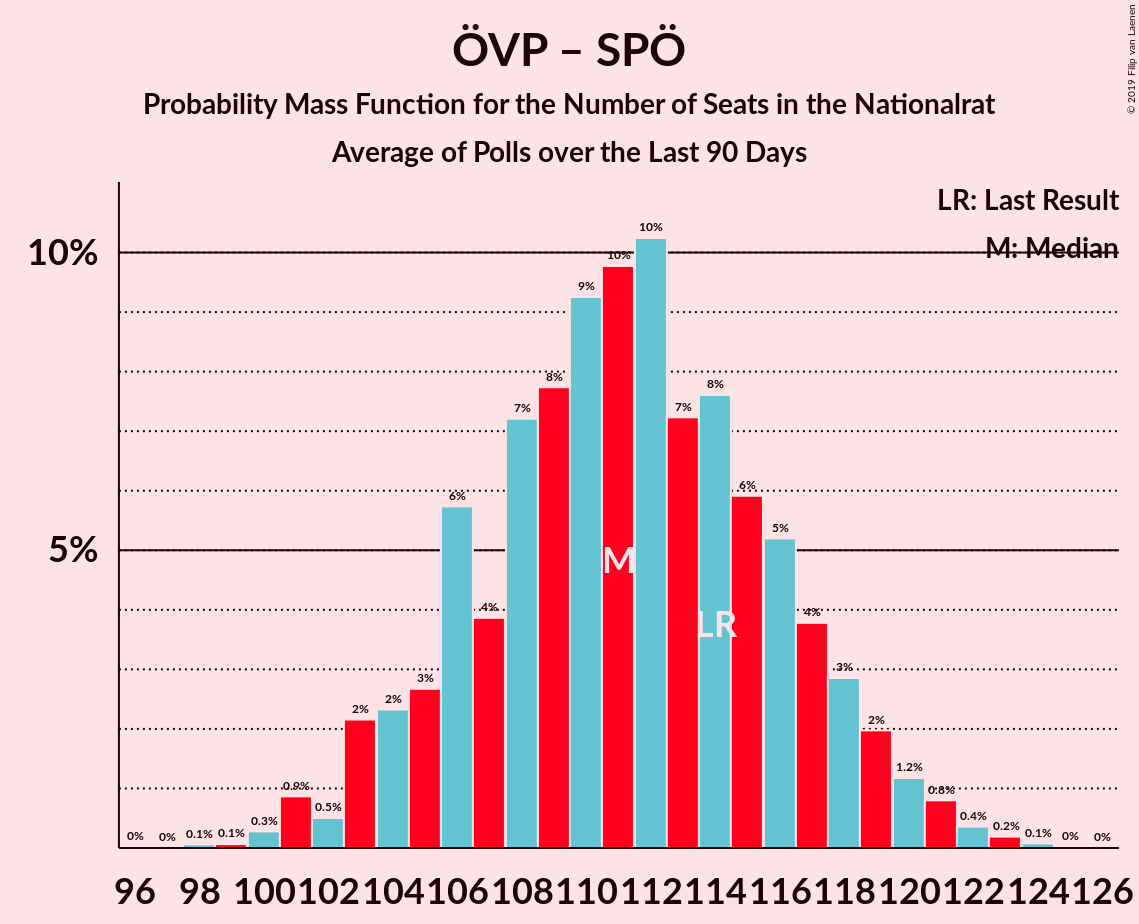 ÖVP – SPÖ
Probability Mass Function for the Number of Seats in the Nationalrat
Average of Polls over the Last 90 Days
© 2019 Filip van Laenen
LR: Last Result
M: Median
10%
5%
0% 0% 0.1% 0.1% 0.3% 0.9% 0.5% 2% 2% 3% 6% 4% 7% 8% 9% 10% 10% 7% 8% 6% 5% 4% 3% 2% 1.2% 0.8% 0.4% 0.2% 0.1% 0% 0%
M
LR
96 98 100 102 104 106 108 110 112 114 116 118 120 122 124 126